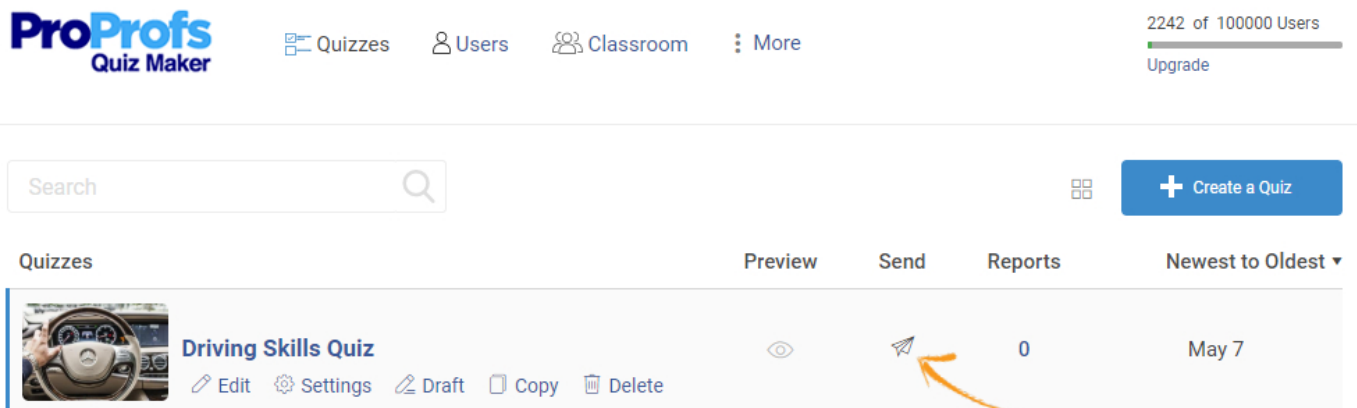 ProProfs
Quiz Maker
Quizzes Users Classroom More
2242 of 100000 Users
Upgrade
Search
Create a Quiz
Quizzes Preview Send Reports Newest to Oldest
Driving Skills Quiz 0 May 7
Edit Settings Draft Copy Delete